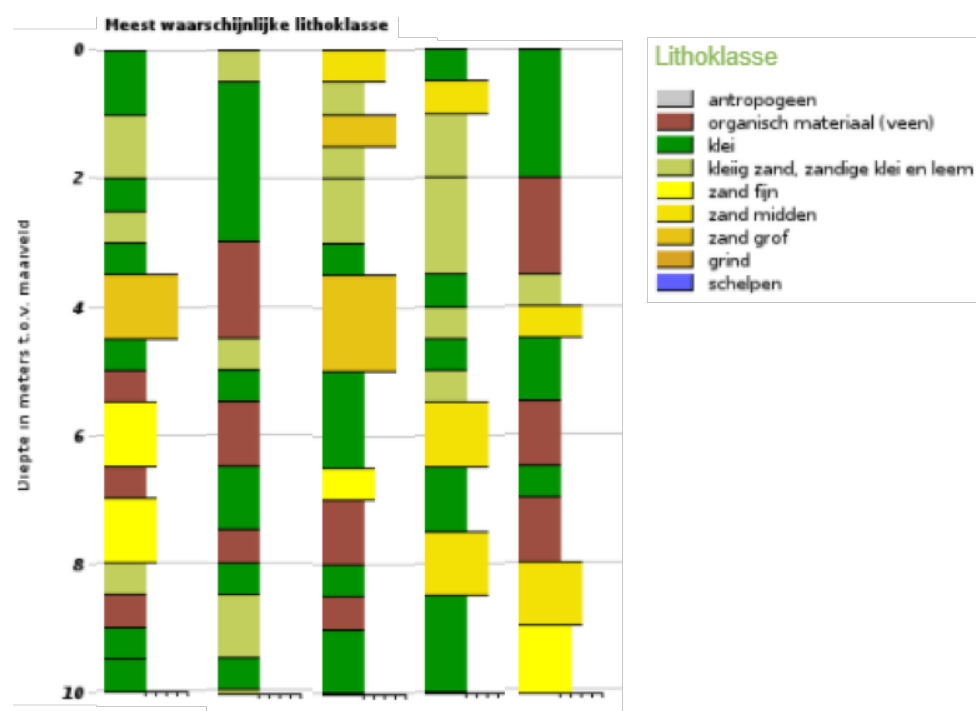 Meest waarschijnlijke lithoklasse
Diepte in meters t.o.v. maaiveld
0
2
4
6
8
10
Lithoklasse
antropogeen
organisch materiaal (veen)
klei
kleiig zand, zandige klei en leem
zand fijn
zand midden
zand grof
grind
schelpen